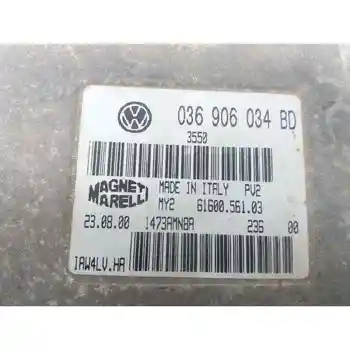 036 906 034 BD
3550
MAGNETI MARELLI
MADE IN ITALY PV2
MY2 61600.561.03
23.08.00 1473AMN8A 236 00
IAW4LV.HA